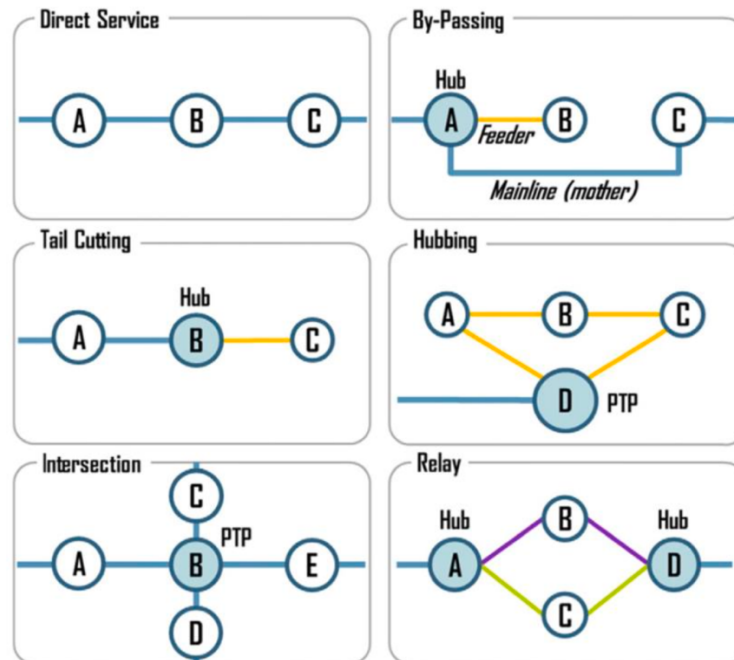 Direct Service
A
B
C
By-Passing
Hub
A
B
C
Feeder
Mainline (mother)
Tail Cutting
Hub
A
B
C
Hubbing
A
B
C
D
PTP
Intersection
C
PTP
A
B
E
D
Relay
Hub
B
Hub
A
D
C